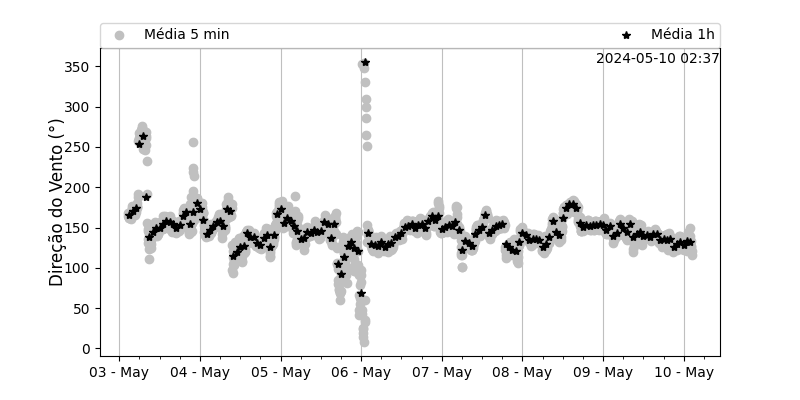 Média 5 min
Média 1h
2024-05-10 02:37
Direção do Vento (°)
350
300
250
200
150
100
50
0
03 - May
04 - May
05 - May
06 - May
07 - May
08 - May
09 - May
10 - May